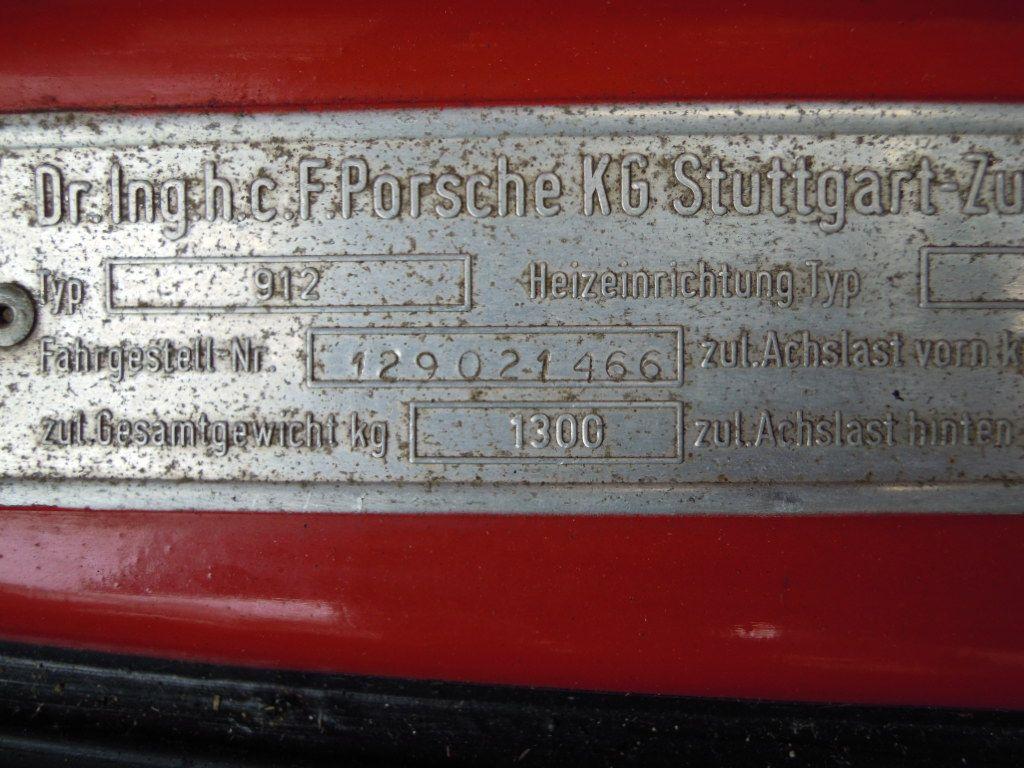 Dr. Ing.h.c.F.Porsche KG Stuttgart-Zu
Typ 912 Heizeinrichtung Typ
Fahrgestell-Nr. 129021466 zul.Achslast vorn k
zul.Gesamtgewicht kg 1300 zul.Achslast hinten